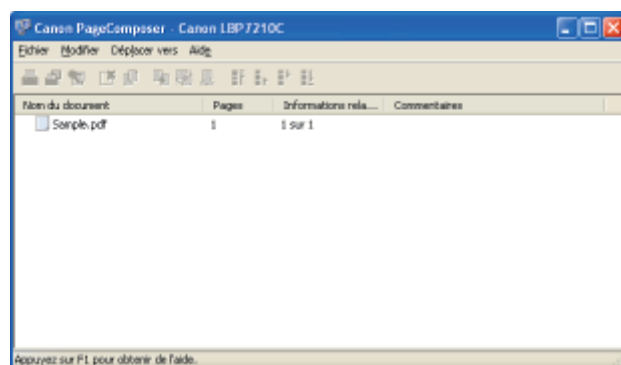 Canon PageComposer - Canon LBP7210C
Fichier Modifier Déplacer vers Aide
Nom du document Pages Informations rela... Commentaires
Sample.pdf 1 1 sur 1
Appuyez sur F1 pour obtenir de l'aide.